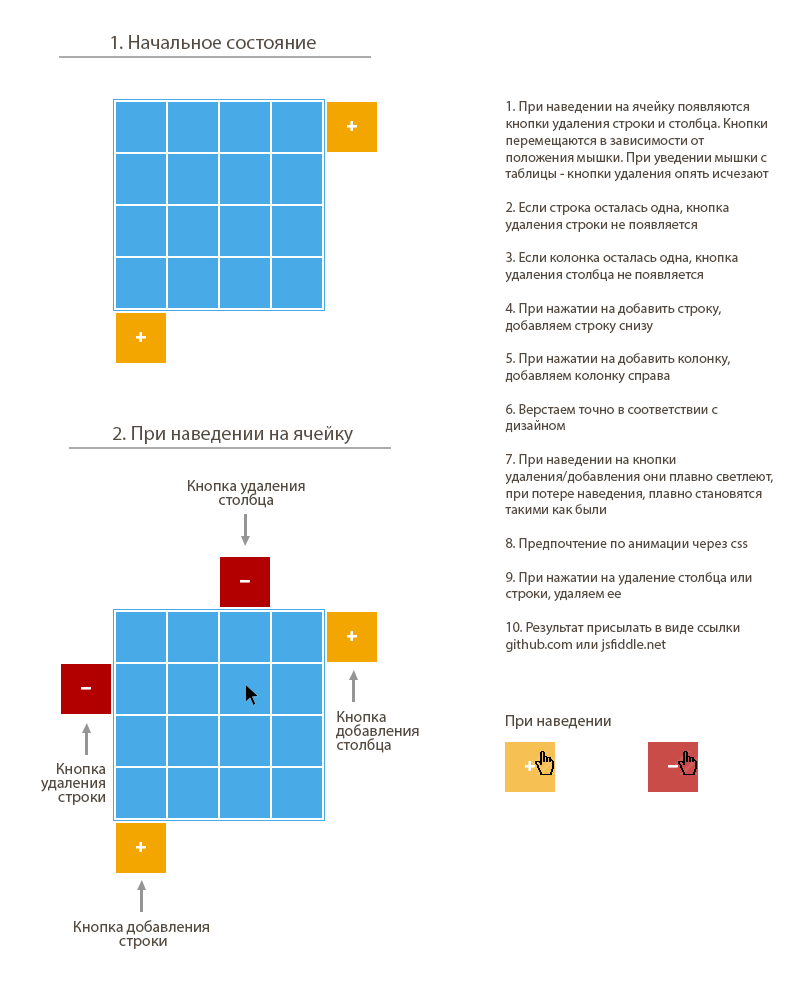 1. Начальное состояние
+
+
2. При наведении на ячейку
Кнопка удаления
столбца
−
+
−
Кнопка
добавления
столбца
Кнопка
удаления
строки
+
Кнопка добавления
строки
1. При наведении на ячейку появляются
кнопки удаления строки и столбца. Кнопки
перемещаются в зависимости от
положения мышки. При уведении мышки с
таблицы - кнопки удаления опять исчезают
2. Если строка осталась одна, кнопка
удаления строки не появляется
3. Если колонка осталась одна, кнопка
удаления столбца не появляется
4. При нажатии на добавить строку,
добавляем строку снизу
5. При нажатии на добавить колонку,
добавляем колонку справа
6. Верстаем точно в соответствии с
дизайном
7. При наведении на кнопки
удаления/добавления они плавно светлеют,
при потере наведения, плавно становятся
такими как были
8. Предпочтение по анимации через css
9. При нажатии на удаление столбца или
строки, удаляем ее
10. Результат присылать в виде ссылки
github.com или jsfiddle.net
При наведении
+ −